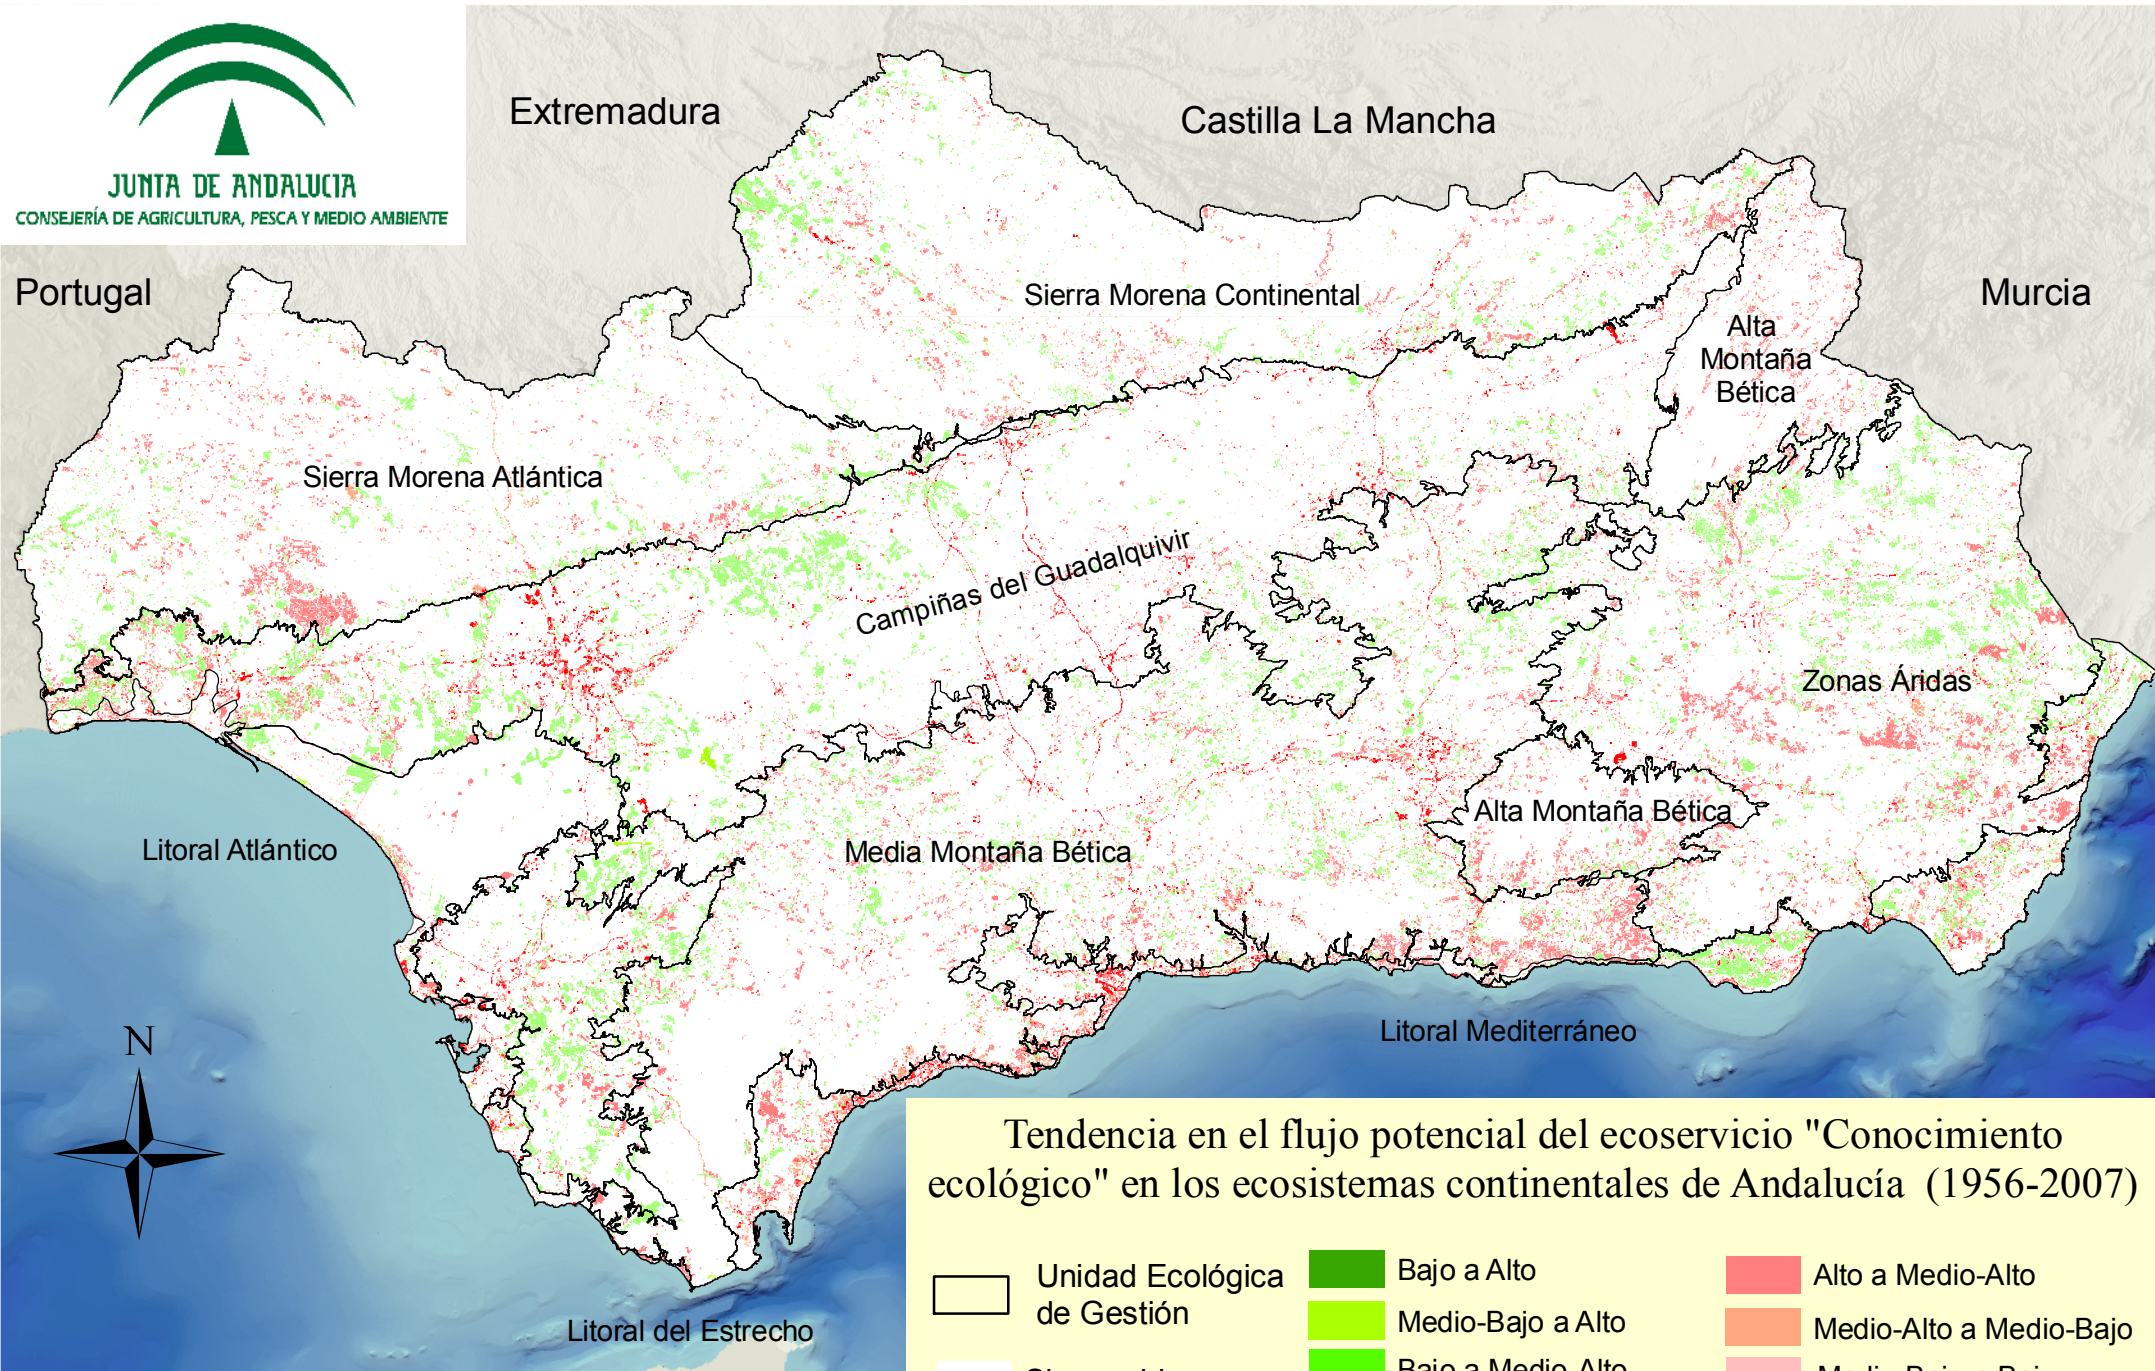 JUNTA DE ANDALUCIA
CONSEJERÍA DE AGRICULTURA, PESCA Y MEDIO AMBIENTE
Extremadura
Castilla La Mancha
Portugal
Murcia
Sierra Morena Continental
Alta
Montaña
Bética
Sierra Morena Atlántica
Campiñas del Guadalquivir
Zonas Áridas
Alta Montaña Bética
Media Montaña Bética
Litoral Atlántico
Litoral Mediterráneo
N
Litoral del Estrecho
Tendencia en el flujo potencial del ecoservicio "Conocimiento
ecológico" en los ecosistemas continentales de Andalucía (1956-2007)
Unidad Ecológica
de Gestión
Bajo a Alto
Medio-Bajo a Alto
Bajo a Medio-Alto
Alto a Medio-Alto
Medio-Alto a Medio-Bajo